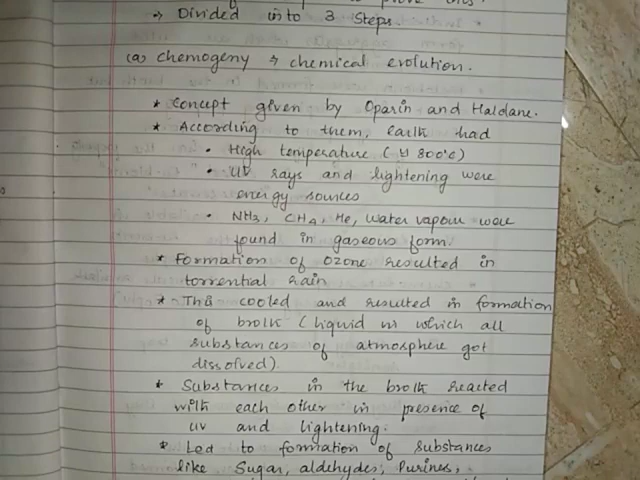 to prove this.
→ Divided into 3 Steps.
(a) Chemogeny → chemical evolution.
* Concept given by Oparin and Haldane.
* According to them, earth had
• High temperature ( 800°c)
• UV rays and lightening were
energy sources
• NH3, CH4, He, water vapour were
found in gaseous form.
* Formation of Ozone resulted in
torrential rain
* This cooled and resulted in formation
of broth (liquid in which all
substances of atmosphere got
dissolved).
* Substances in the broth reacted
with each other in presence of
UV and lightening.
* Led to formation of substances
like Sugar, aldehydes, Purines,